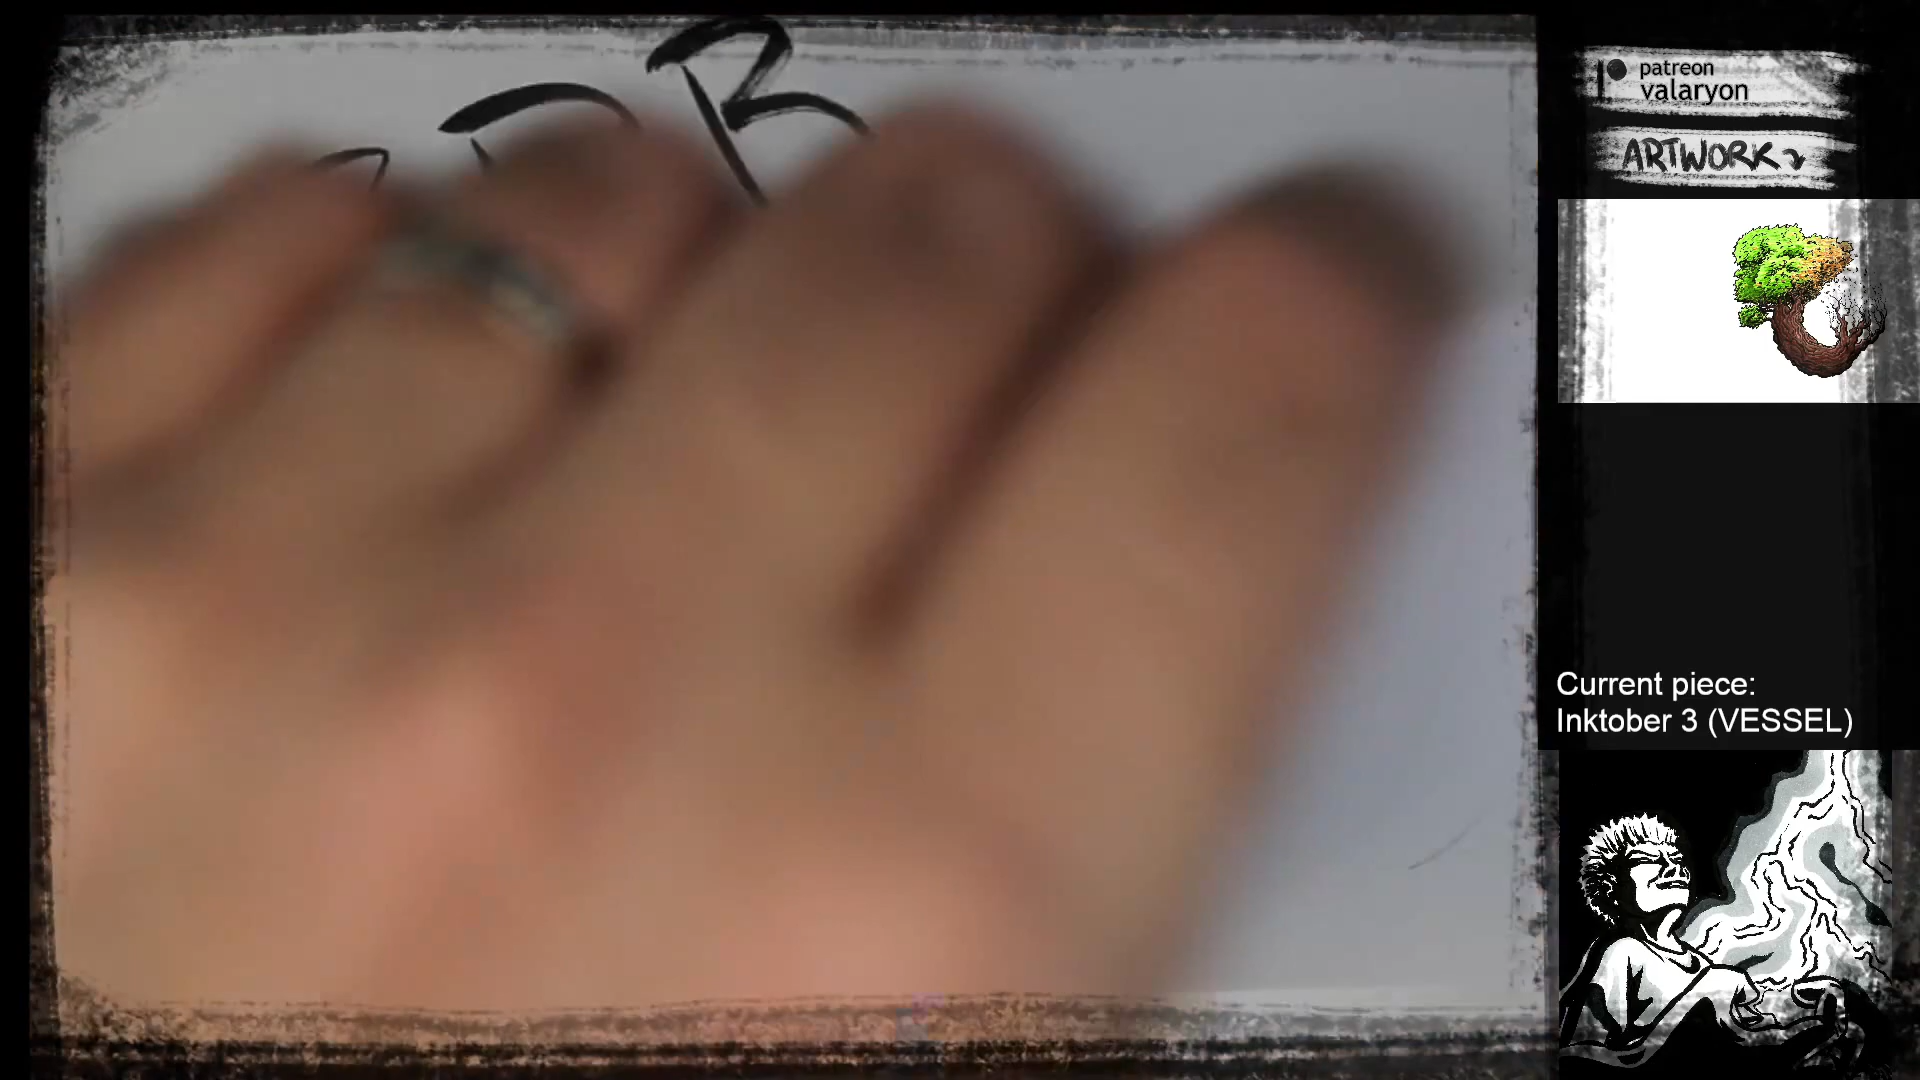 patreon
valaryon
ARTWORK
Current piece:
Inktober 3 (VESSEL)